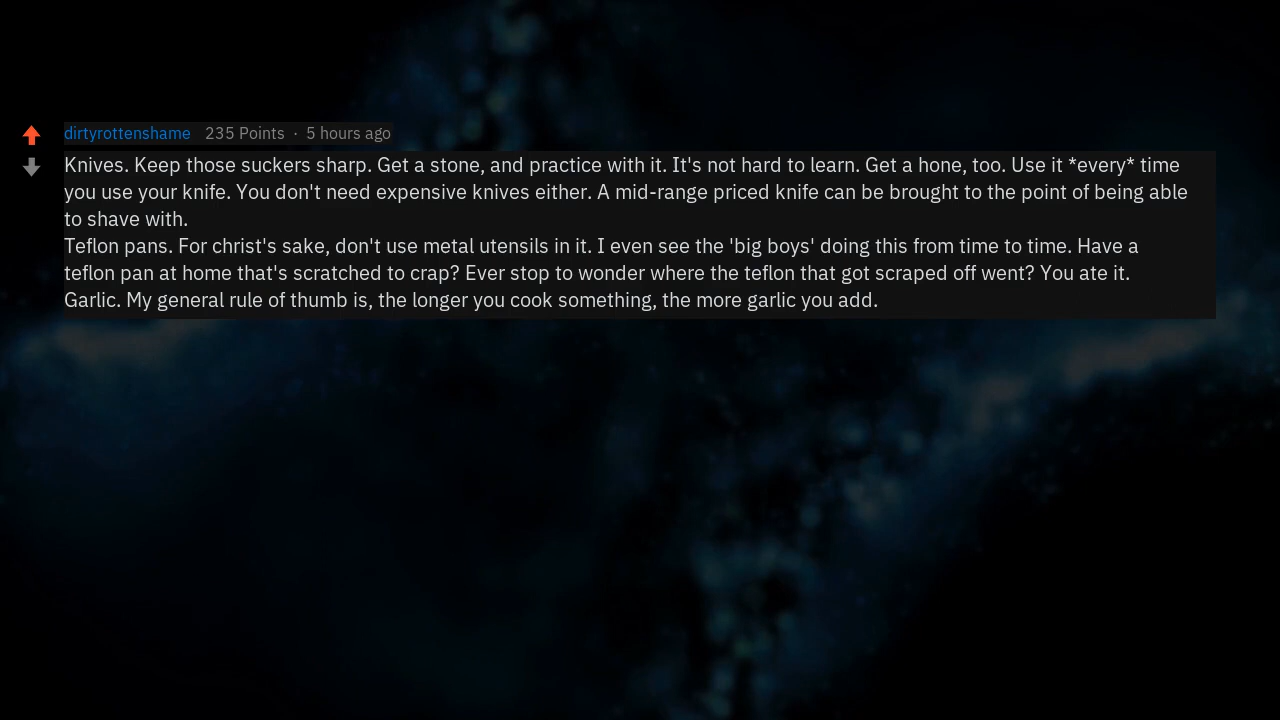 dirtyrottenshame 235 Points · 5 hours ago
Knives. Keep those suckers sharp. Get a stone, and practice with it. It's not hard to learn. Get a hone, too. Use it *every* time
you use your knife. You don't need expensive knives either. A mid-range priced knife can be brought to the point of being able
to shave with.
Teflon pans. For christ's sake, don't use metal utensils in it. I even see the 'big boys' doing this from time to time. Have a
teflon pan at home that's scratched to crap? Ever stop to wonder where the teflon that got scraped off went? You ate it.
Garlic. My general rule of thumb is, the longer you cook something, the more garlic you add.